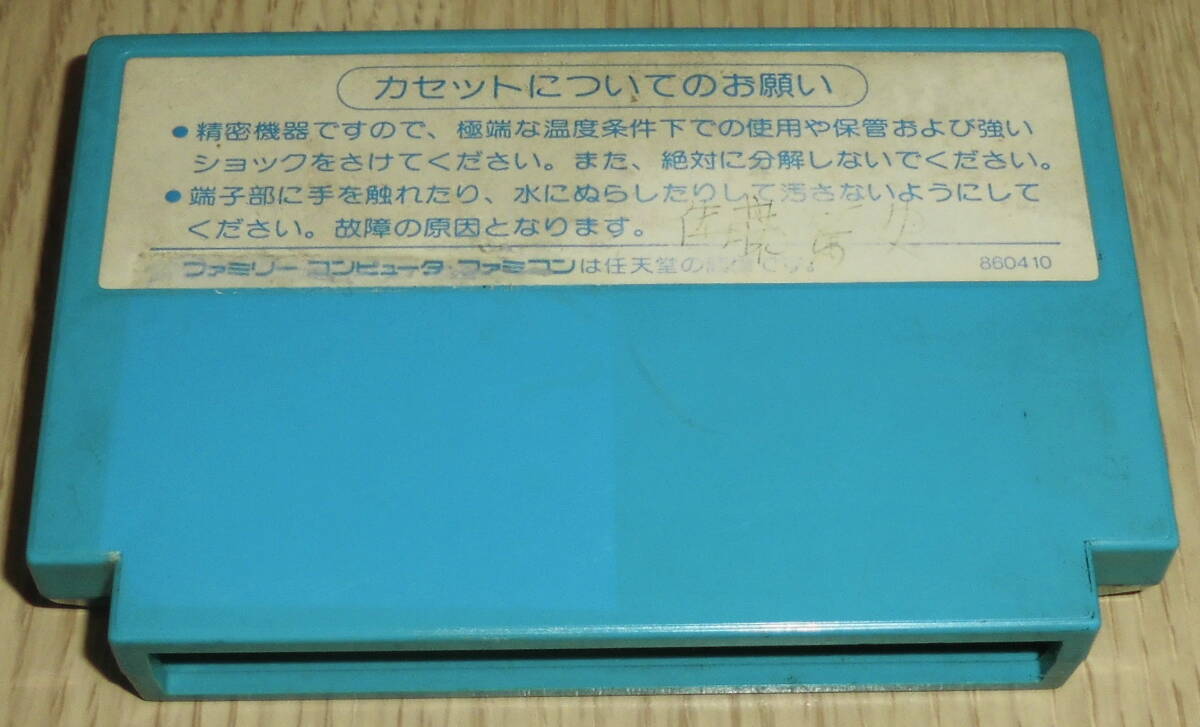 カセットについてのお願い
●精密機器ですので、極端な温度条件下での使用や保管および強い
ショックをさけてください。また、絶対に分解しないでください。
●端子部に手を触れたり、水にぬらしたりして汚さないようにして
ください。故障の原因となります。
佐藤
ファミリーコンピュータ ファミコンは任天堂の商標です。 860410